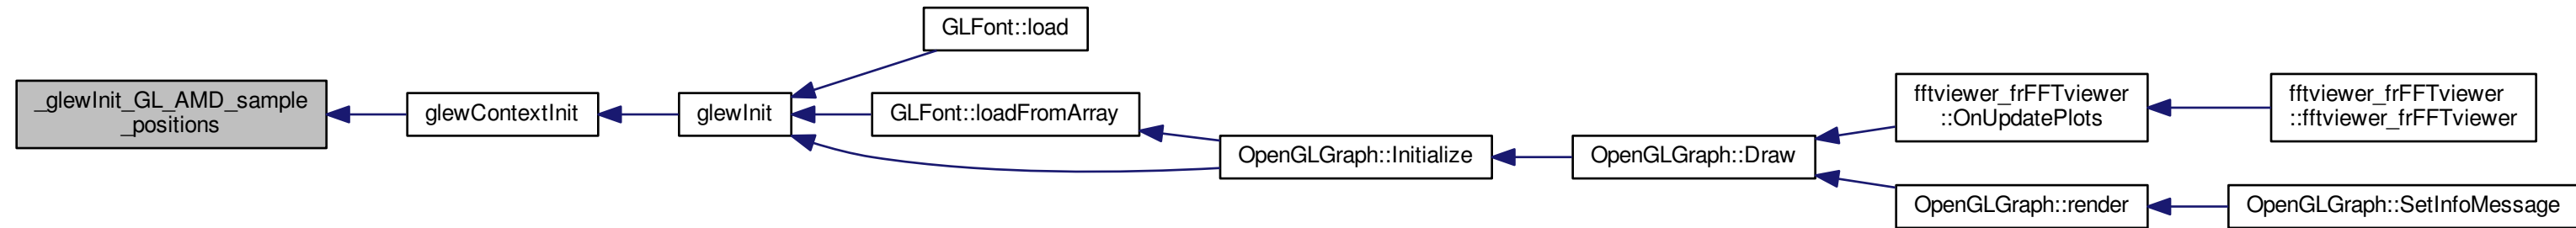 _glewInit_GL_AMD_sample
_positions
glewContextInit
glewInit
GLFont::load
GLFont::loadFromArray
OpenGLGraph::Initialize
OpenGLGraph::Draw
fftviewer_frFFTviewer
::OnUpdatePlots
fftviewer_frFFTviewer
::fftviewer_frFFTviewer
OpenGLGraph::render
OpenGLGraph::SetInfoMessage